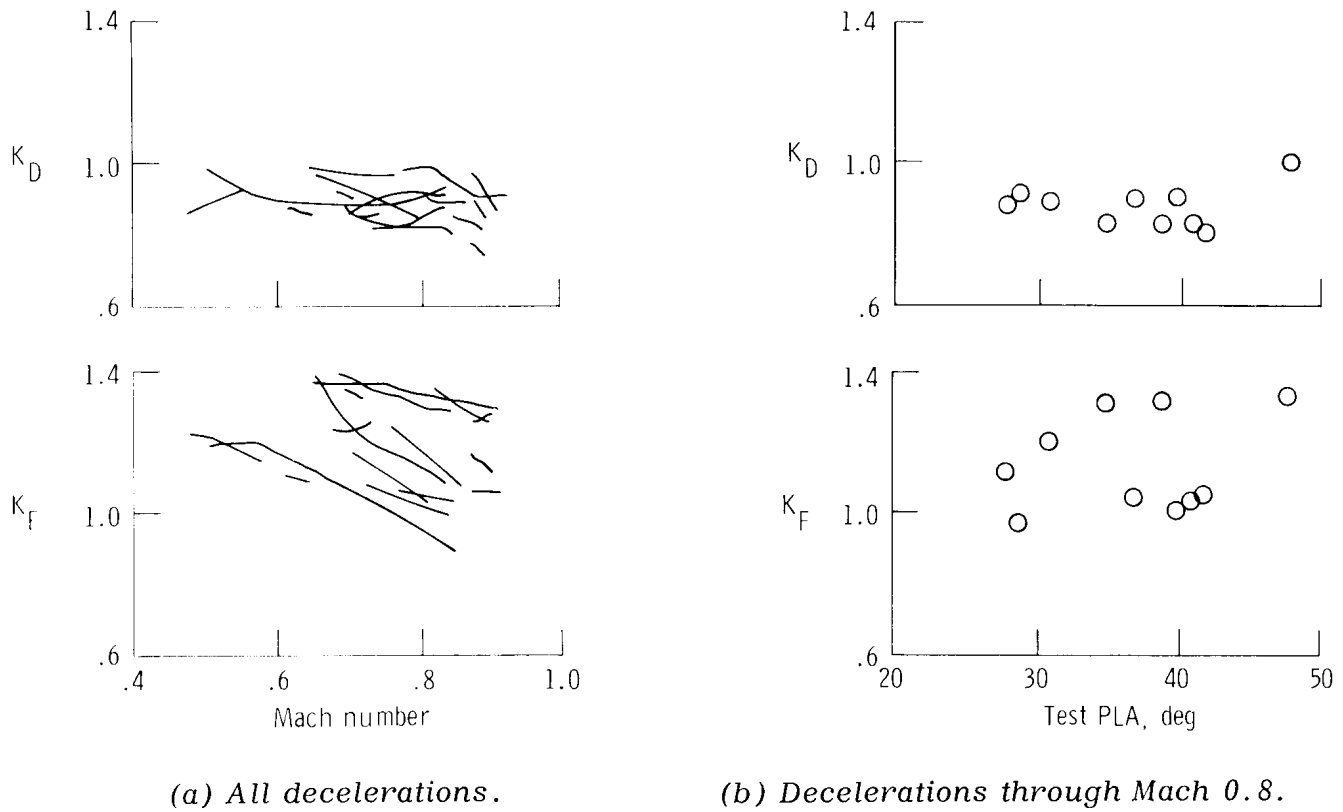 1.4
K_D
1.0
.6
1.4
K_F
1.0
.6
.4 .6 .8 1.0
Mach number
(a) All decelerations.
1.4
K_D
1.0
.6
1.4
K_F
1.0
.6
20 30 40 50
Test PLA, deg
(b) Decelerations through Mach 0.8.